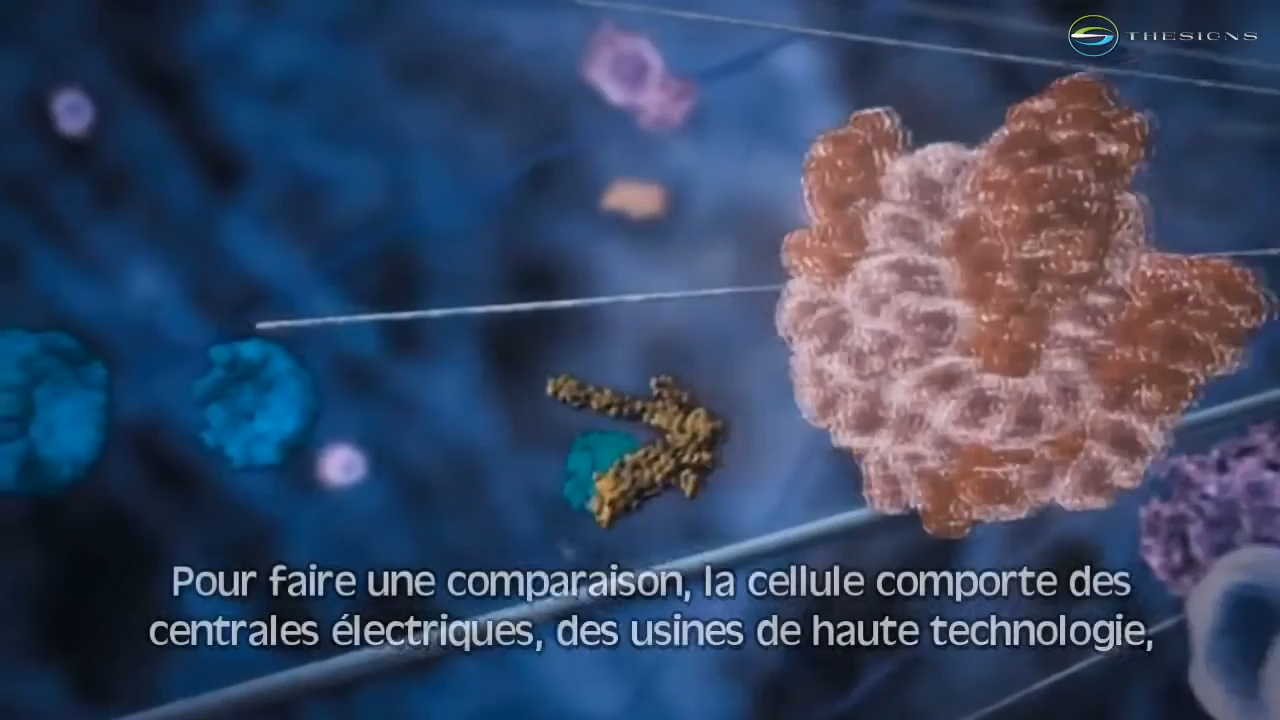 THESIGNS
Pour faire une comparaison, la cellule comporte des
centrales électriques, des usines de haute technologie,